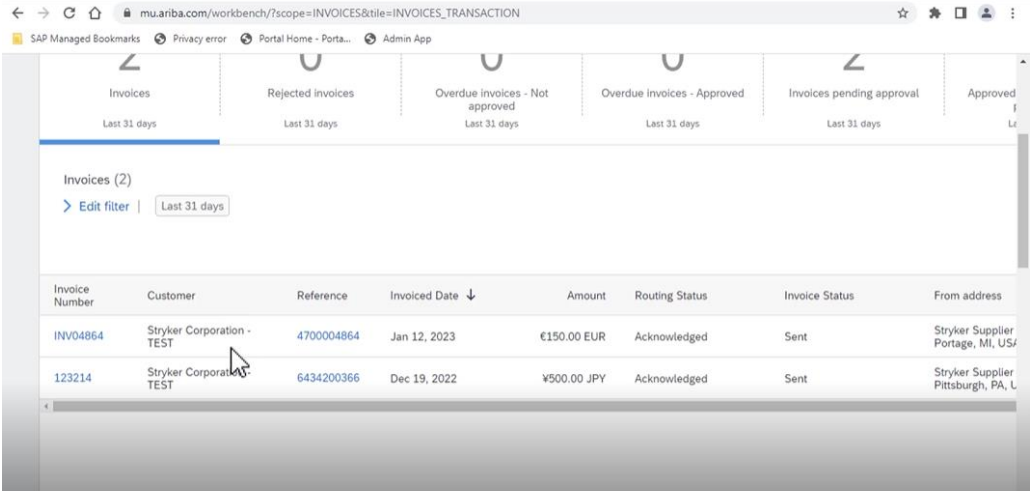 mu.ariba.com/workbench/?scope=INVOICES&tile=INVOICES_TRANSACTION
SAP Managed Bookmarks Privacy error Portal Home - Porta... Admin App
2 0 0 0 2
Invoices Rejected invoices Overdue invoices - Not approved Overdue invoices - Approved Invoices pending approval Approved
Last 31 days Last 31 days Last 31 days Last 31 days Last 31 days
Invoices (2)
Edit filter | Last 31 days
Invoice Number Customer Reference Invoiced Date ↓ Amount Routing Status Invoice Status From address
INV04864 Stryker Corporation - TEST 4700004864 Jan 12, 2023 €150.00 EUR Acknowledged Sent Stryker Supplier Portage, MI, USA
123214 Stryker Corporation - TEST 6434200366 Dec 19, 2022 ¥500.00 JPY Acknowledged Sent Stryker Supplier Pittsburgh, PA,